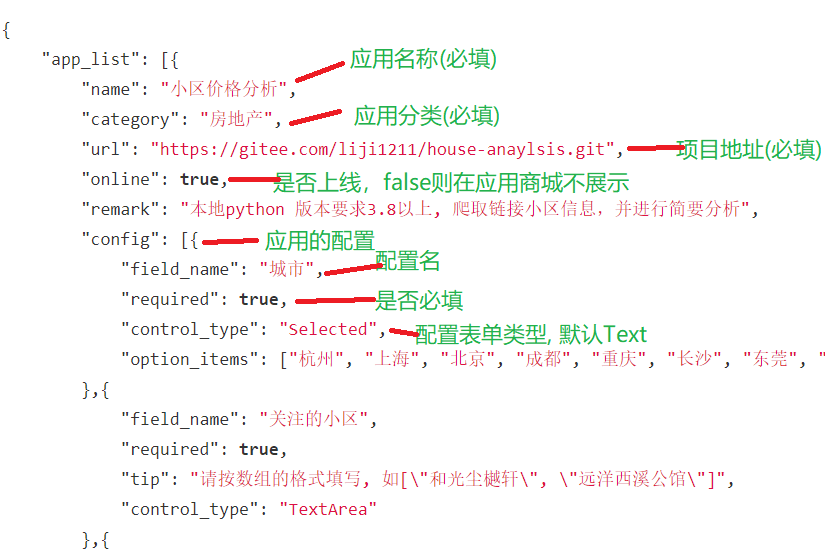 {
"app_list": [{ 应用名称(必填)
"name": "小区价格分析",
"category": "房地产", 应用分类(必填)
"url": "https://gitee.com/liji1211/house-anaylsis.git", 项目地址(必填)
"online": true, 是否上线，false则在应用商城不展示
"remark": "本地python 版本要求3.8以上, 爬取链接小区信息，并进行简要分析",
"config": [{ 应用的配置
"field_name": "城市", 配置名
"required": true, 是否必填
"control_type": "Selected", 配置表单类型, 默认Text
"option_items": ["杭州", "上海", "北京", "成都", "重庆", "长沙", "东莞", "
},{
"field_name": "关注的小区",
"required": true,
"tip": "请按数组的格式填写, 如[\"和光尘樾轩\", \"远洋西溪公馆\"]",
"control_type": "TextArea"
},{